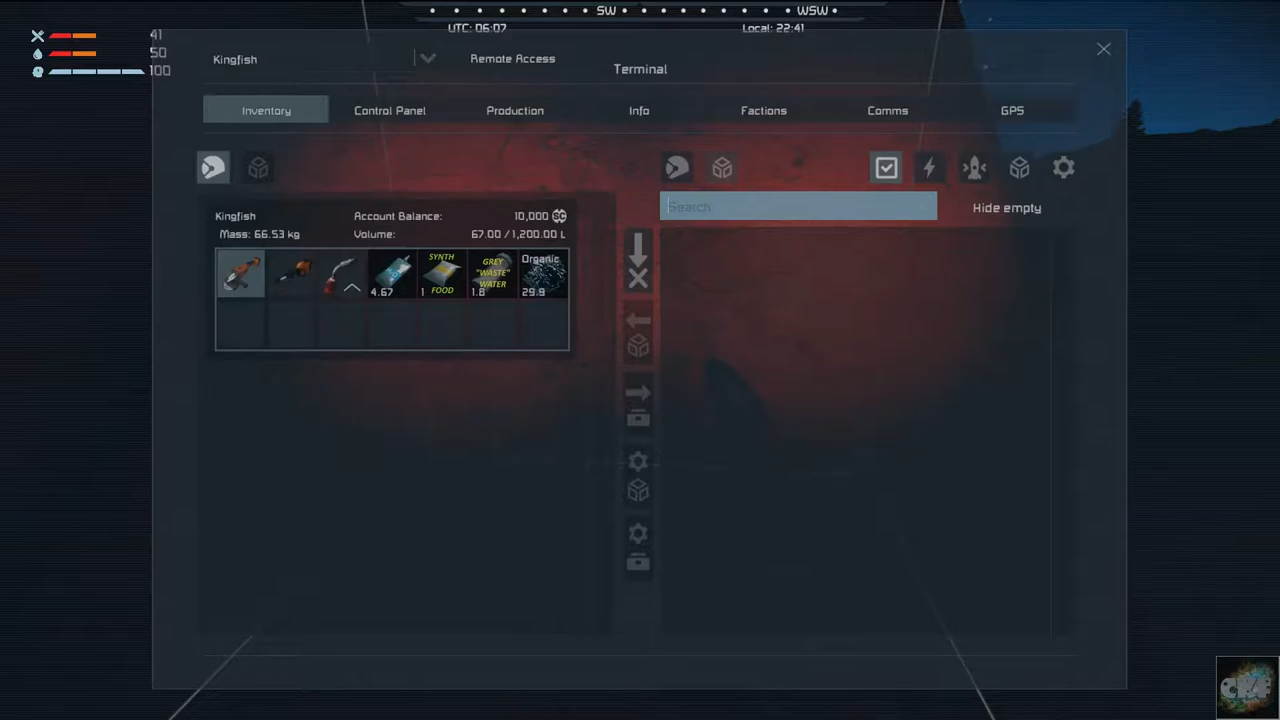 SW
WSW
UTC: 06:07
Local: 22:41
41
50
100
Kingfish
Remote Access
Terminal
Inventory
Control Panel
Production
Info
Factions
Comms
GPS
Kingfish
Account Balance:
10,000 SC
Mass: 66.53 kg
Volume:
67.00 / 1,200.00 L
4.67
SYNTH
FOOD
1
GREY
"WASTE"
WATER
1.8
Organic
29.9
Search
Hide empty